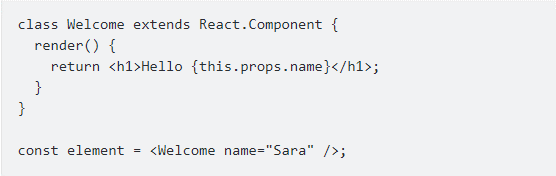 class Welcome extends React.Component {
  render() {
    return <h1>Hello {this.props.name}</h1>;
  }
}

const element = <Welcome name="Sara" />;